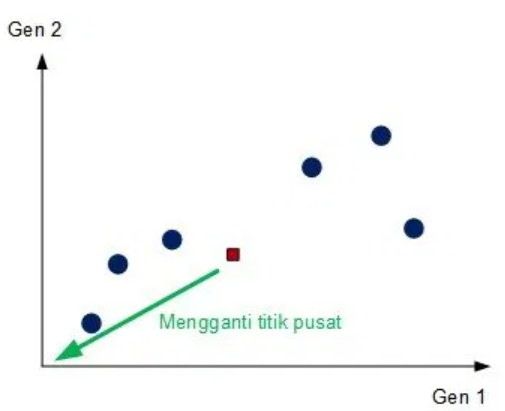 Gen 2
Mengganti titik pusat
Gen 1